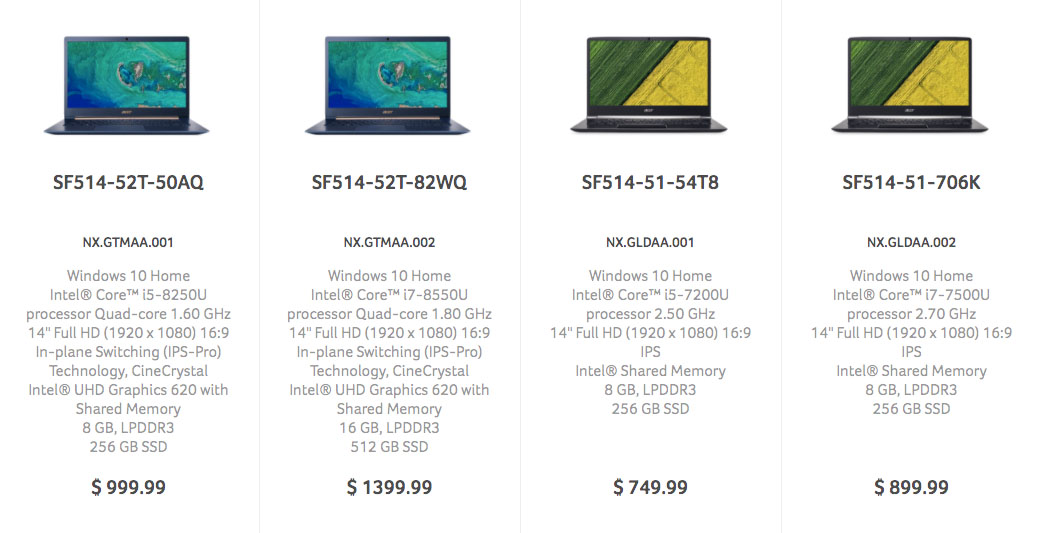 SF514-52T-50AQ
NX.GTMAA.001
Windows 10 Home
Intel® Core™ i5-8250U
processor Quad-core 1.60 GHz
14" Full HD (1920 x 1080) 16:9
In-plane Switching (IPS-Pro)
Technology, CineCrystal
Intel® UHD Graphics 620 with
Shared Memory
8 GB, LPDDR3
256 GB SSD
$ 999.99
SF514-52T-82WQ
NX.GTMAA.002
Windows 10 Home
Intel® Core™ i7-8550U
processor Quad-core 1.80 GHz
14" Full HD (1920 x 1080) 16:9
In-plane Switching (IPS-Pro)
Technology, CineCrystal
Intel® UHD Graphics 620 with
Shared Memory
16 GB, LPDDR3
512 GB SSD
$ 1399.99
SF514-51-54T8
NX.GLDAA.001
Windows 10 Home
Intel® Core™ i5-7200U
processor 2.50 GHz
14" Full HD (1920 x 1080) 16:9
IPS
Intel® Shared Memory
8 GB, LPDDR3
256 GB SSD
$ 749.99
SF514-51-706K
NX.GLDAA.002
Windows 10 Home
Intel® Core™ i7-7500U
processor 2.70 GHz
14" Full HD (1920 x 1080) 16:9
IPS
Intel® Shared Memory
8 GB, LPDDR3
256 GB SSD
$ 899.99